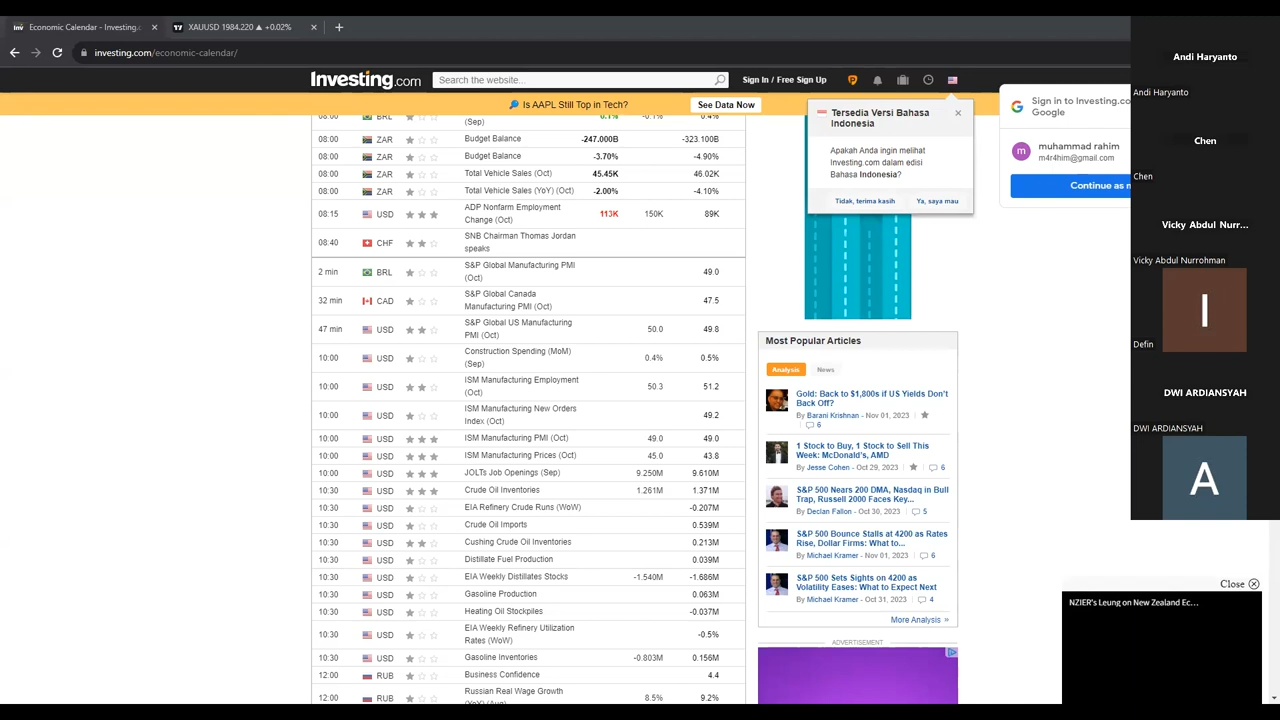 Economic Calendar - Investing.
XAUUSD 1984.220 ▲ +0.02%
investing.com/economic-calendar/
Investing.com
Search the website...
Sign In / Free Sign Up
Is AAPL Still Top in Tech?
See Data Now
Tersedia Versi Bahasa
Indonesia
Apakah Anda ingin melihat
Investing.com dalam edisi
Bahasa Indonesia?
Tidak, terima kasih
Ya, saya mau
Sign in to Investing.co
Google
muhammad rahim
m4r4him@gmail.com
Continue as m
08:00 BRL (Sep) 0.1% -0.1% 0.4%
08:00 ZAR Budget Balance -247.000B -323.100B
08:00 ZAR Budget Balance -3.70% -4.90%
08:00 ZAR Total Vehicle Sales (Oct) 45.45K 46.02K
08:00 ZAR Total Vehicle Sales (YoY) (Oct) -2.00% -4.10%
08:15 USD ADP Nonfarm Employment
Change (Oct) 113K 150K 89K
08:40 CHF SNB Chairman Thomas Jordan
speaks
2 min BRL S&P Global Manufacturing PMI
(Oct) 49.0
32 min CAD S&P Global Canada
Manufacturing PMI (Oct) 47.5
47 min USD S&P Global US Manufacturing
PMI (Oct) 50.0 49.8
10:00 USD Construction Spending (MoM)
(Sep) 0.4% 0.5%
10:00 USD ISM Manufacturing Employment
(Oct) 50.3 51.2
10:00 USD ISM Manufacturing New Orders
Index (Oct) 49.2
10:00 USD ISM Manufacturing PMI (Oct) 49.0 49.0
10:00 USD ISM Manufacturing Prices (Oct) 45.0 43.8
10:00 USD JOLTs Job Openings (Sep) 9.250M 9.610M
10:30 USD Crude Oil Inventories 1.261M 1.371M
10:30 USD EIA Refinery Crude Runs (WoW) -0.207M
10:30 USD Crude Oil Imports 0.539M
10:30 USD Cushing Crude Oil Inventories 0.213M
10:30 USD Distillate Fuel Production 0.039M
10:30 USD EIA Weekly Distillates Stocks -1.540M -1.686M
10:30 USD Gasoline Production 0.063M
10:30 USD Heating Oil Stockpiles -0.037M
10:30 USD EIA Weekly Refinery Utilization
Rates (WoW) -0.5%
10:30 USD Gasoline Inventories -0.803M 0.156M
12:00 RUB Business Confidence 4.4
12:00 RUB Russian Real Wage Growth
(YoY) (Aug) 8.5% 9.2%
Most Popular Articles
Analysis News
Gold: Back to $1,800s if US Yields Don't
Back Off?
By Barani Krishnan - Nov 01, 2023
6
1 Stock to Buy, 1 Stock to Sell This
Week: McDonald's, AMD
By Jesse Cohen - Oct 29, 2023 6
S&P 500 Nears 200 DMA, Nasdaq in Bull
Trap, Russell 2000 Faces Key...
By Declan Fallon - Oct 30, 2023 5
S&P 500 Bounce Stalls at 4200 as Rates
Rise, Dollar Firms: What to...
By Michael Kramer - Nov 01, 2023 6
S&P 500 Sets Sights on 4200 as
Volatility Eases: What to Expect Next
By Michael Kramer - Oct 31, 2023 4
More Analysis »
ADVERTISEMENT
Andi Haryanto
Andi Haryanto
Chen
Chen
Vicky Abdul Nurr...
Vicky Abdul Nurrohman
I
Defin
DWI ARDIANSYAH
DWI ARDIANSYAH
A
Close
NZIER's Leung on New Zealand Ec...